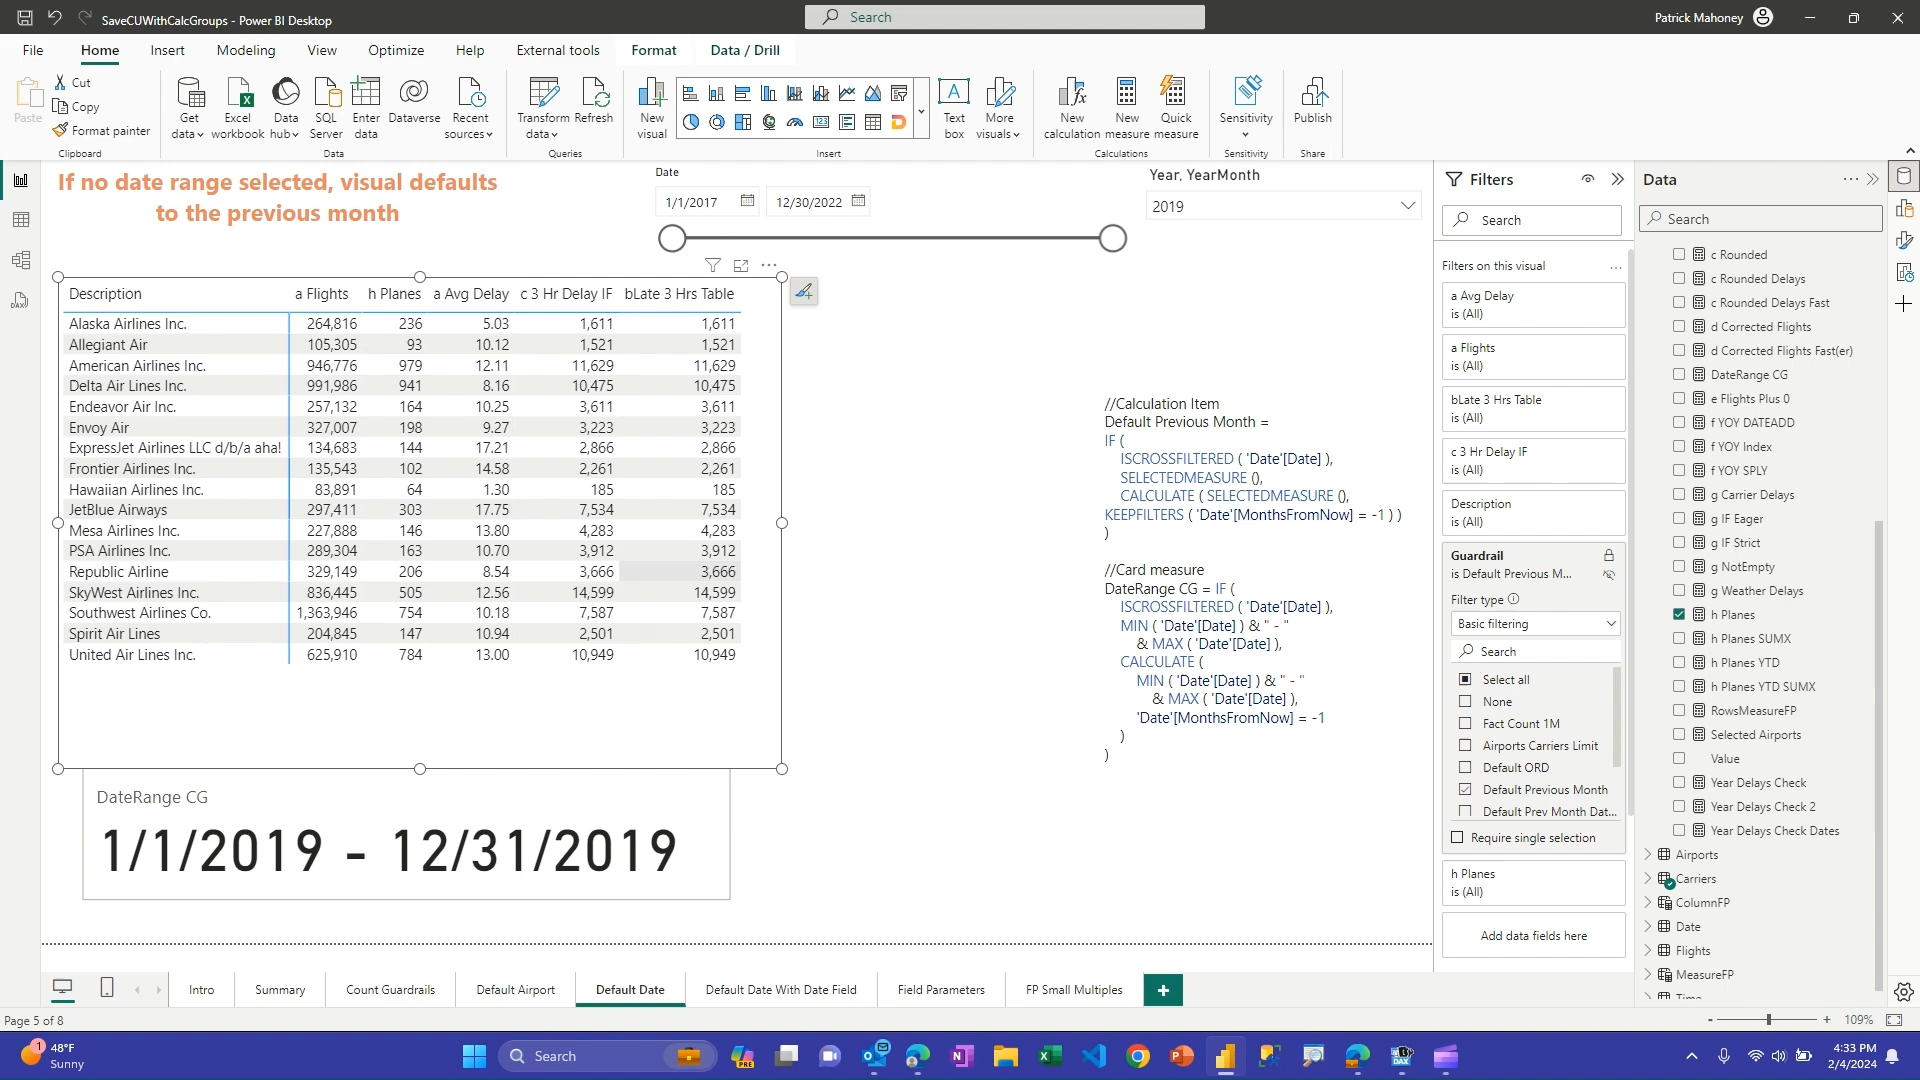 SaveCUWithCalcGroups - Power BI Desktop
Search
Patrick Mahoney
File
Home
Insert
Modeling
View
Optimize
Help
External tools
Format
Data / Drill
Paste
Cut
Copy
Format painter
Clipboard
Get data
Excel workbook
Data hub
SQL Server
Enter data
Dataverse
Recent sources
Data
Transform data
Refresh
Queries
New visual
Text box
More visuals
Insert
New calculation
New measure
Quick measure
Calculations
Sensitivity
Sensitivity
Publish
Share
If no date range selected, visual defaults
to the previous month
Date
1/1/2017
12/30/2022
Year, YearMonth
2019
Description a Flights h Planes a Avg Delay c 3 Hr Delay IF bLate 3 Hrs Table
Alaska Airlines Inc. 264,816 236 5.03 1,611 1,611
Allegiant Air 105,305 93 10.12 1,521 1,521
American Airlines Inc. 946,776 979 12.11 11,629 11,629
Delta Air Lines Inc. 991,986 941 8.16 10,475 10,475
Endeavor Air Inc. 257,132 164 10.25 3,611 3,611
Envoy Air 327,007 198 9.27 3,223 3,223
ExpressJet Airlines LLC d/b/a aha! 134,683 144 17.21 2,866 2,866
Frontier Airlines Inc. 135,543 102 14.58 2,261 2,261
Hawaiian Airlines Inc. 83,891 64 1.30 185 185
JetBlue Airways 297,411 303 17.75 7,534 7,534
Mesa Airlines Inc. 227,888 146 13.80 4,283 4,283
PSA Airlines Inc. 289,304 163 10.70 3,912 3,912
Republic Airline 329,149 206 8.54 3,666 3,666
SkyWest Airlines Inc. 836,445 505 12.56 14,599 14,599
Southwest Airlines Co. 1,363,946 754 10.18 7,587 7,587
Spirit Air Lines 204,845 147 10.94 2,501 2,501
United Air Lines Inc. 625,910 784 13.00 10,949 10,949
DateRange CG
1/1/2019 - 12/31/2019
//Calculation Item
Default Previous Month =
IF (
ISCROSSFILTERED ( 'Date'[Date] ),
SELECTEDMEASURE (),
CALCULATE ( SELECTEDMEASURE (),
KEEPFILTERS ( 'Date'[MonthsFromNow] = -1 ) )
)
//Card measure
DateRange CG = IF (
ISCROSSFILTERED ( 'Date'[Date] ),
MIN ( 'Date'[Date] ) & " - "
& MAX ( 'Date'[Date] ),
CALCULATE (
MIN ( 'Date'[Date] ) & " - "
& MAX ( 'Date'[Date] ),
'Date'[MonthsFromNow] = -1
)
)
Filters
Search
Filters on this visual
a Avg Delay
is (All)
a Flights
is (All)
bLate 3 Hrs Table
is (All)
c 3 Hr Delay IF
is (All)
Description
is (All)
Guardrail
is Default Previous M...
Filter type
Basic filtering
Search
Select all
None
Fact Count 1M
Airports Carriers Limit
Default ORD
Default Previous Month
Default Prev Month Dat...
Require single selection
h Planes
is (All)
Add data fields here
Data
Search
c Rounded
c Rounded Delays
c Rounded Delays Fast
d Corrected Flights
d Corrected Flights Fast(er)
DateRange CG
e Flights Plus 0
f YOY DATEADD
f YOY Index
f YOY SPLY
g Carrier Delays
g IF Eager
g IF Strict
g NotEmpty
g Weather Delays
h Planes
h Planes SUMX
h Planes YTD
h Planes YTD SUMX
RowsMeasureFP
Selected Airports
Value
Year Delays Check
Year Delays Check 2
Year Delays Check Dates
Airports
Carriers
ColumnFP
Date
Flights
MeasureFP
Time
Intro
Summary
Count Guardrails
Default Airport
Default Date
Default Date With Date Field
Field Parameters
FP Small Multiples
Page 5 of 8
- + 109%
1
48°F
Sunny
Search
4:33 PM
2/4/2024